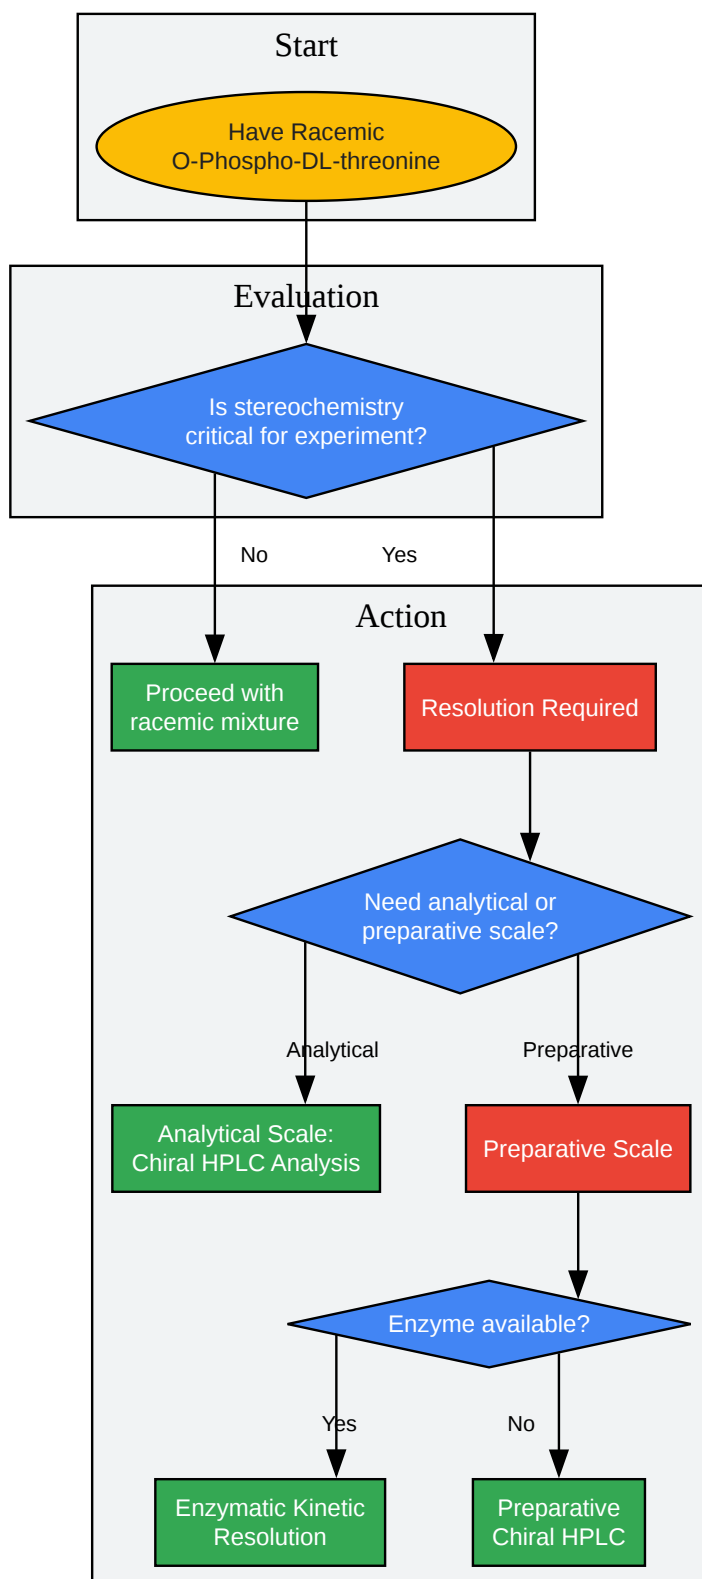 Start
Have Racemic
O-Phospho-DL-threonine
Evaluation
Is stereochemistry
critical for experiment?
No
Yes
Action
Proceed with
racemic mixture
Resolution Required
Need analytical or
preparative scale?
Analytical
Preparative
Analytical Scale:
Chiral HPLC Analysis
Preparative Scale
Enzyme available?
Yes
No
Enzymatic Kinetic
Resolution
Preparative
Chiral HPLC